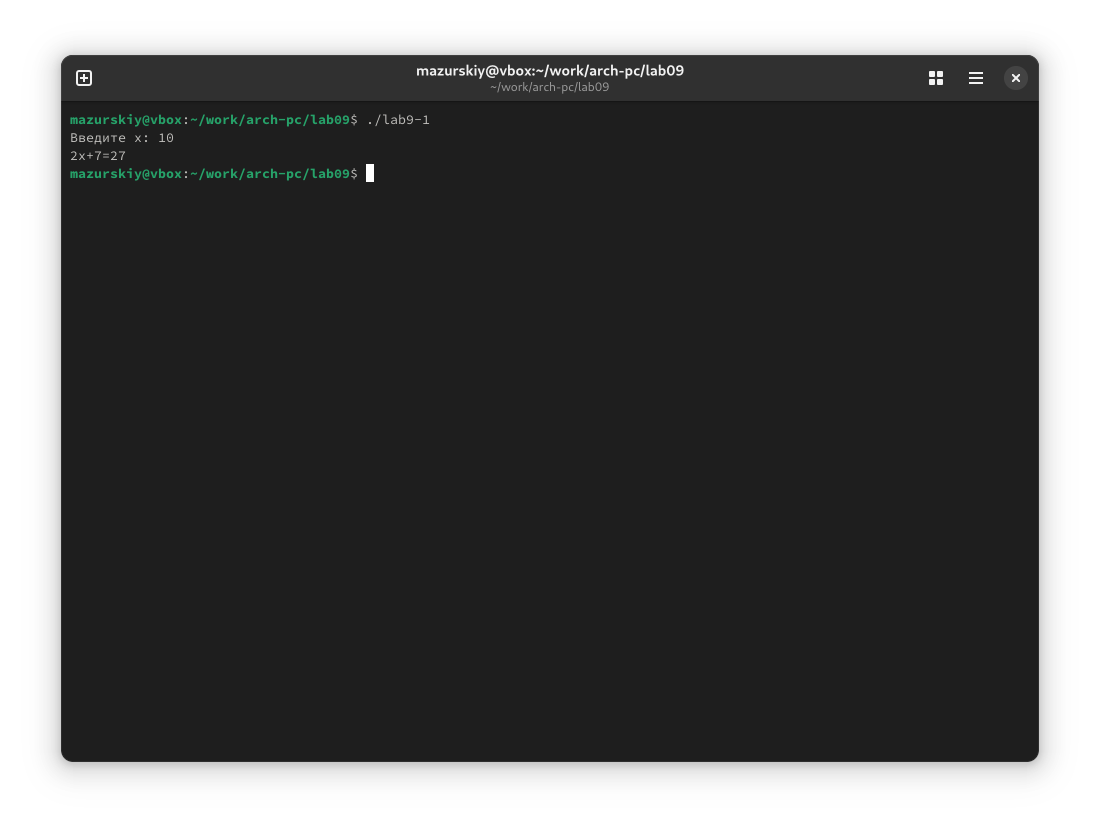 mazurskiy@vbox:~/work/arch-pc/lab09
~/work/arch-pc/lab09
mazurskiy@vbox:~/work/arch-pc/lab09$ ./lab9-1
Введите x: 10
2x+7=27
mazurskiy@vbox:~/work/arch-pc/lab09$